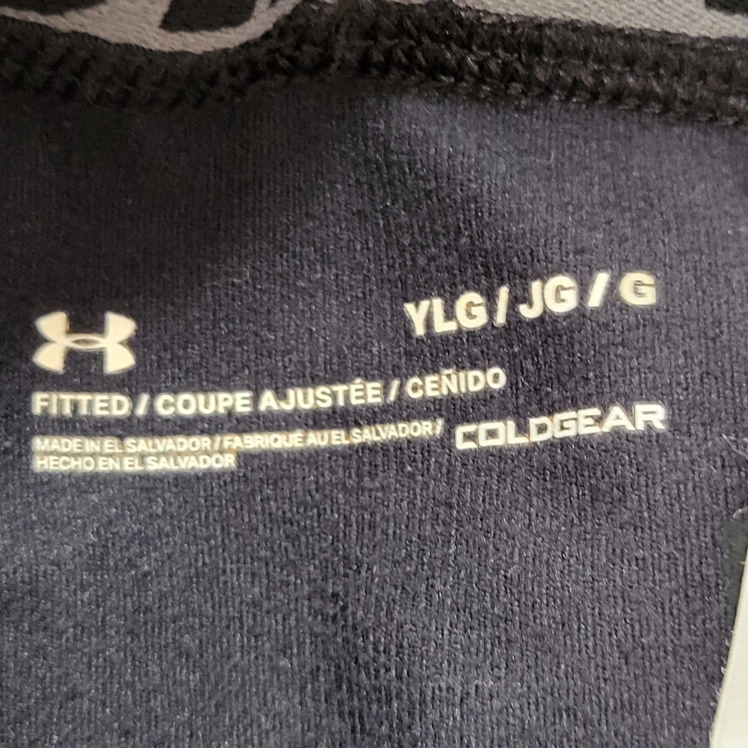 YLG / JG / G
FITTED / COUPE AJUSTÉE / CEÑIDO
MADE IN EL SALVADOR / FABRIQUÉ AU EL SALVADOR /
HECHO EN EL SALVADOR
COLDGEAR